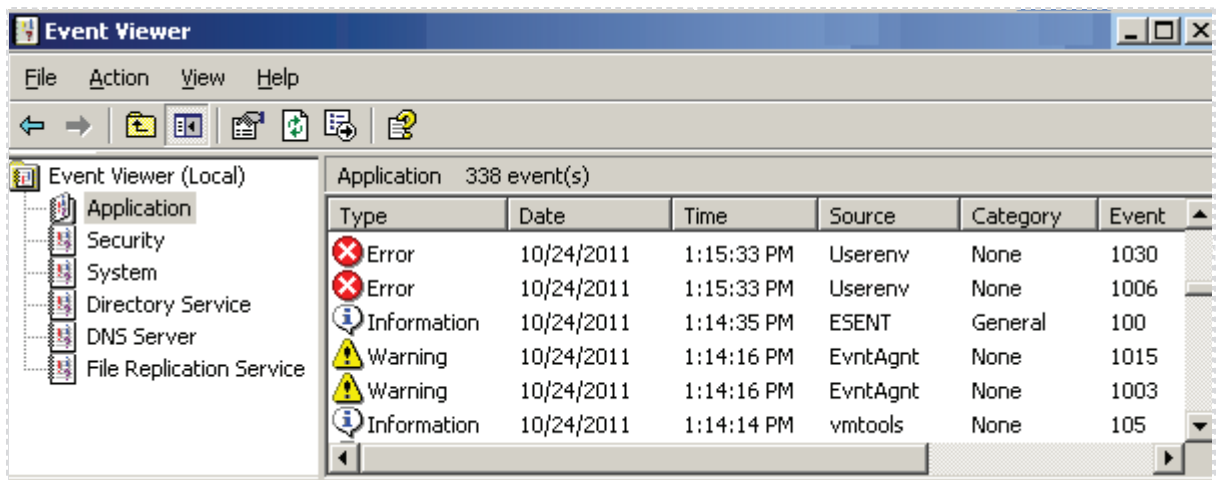 Event Viewer
File Action View Help
Event Viewer (Local)
Application
Security
System
Directory Service
DNS Server
File Replication Service
Application 338 event(s)
Type Date Time Source Category Event
Error 10/24/2011 1:15:33 PM Userenv None 1030
Error 10/24/2011 1:15:33 PM Userenv None 1006
Information 10/24/2011 1:14:35 PM ESENT General 100
Warning 10/24/2011 1:14:16 PM EvntAgnt None 1015
Warning 10/24/2011 1:14:16 PM EvntAgnt None 1003
Information 10/24/2011 1:14:14 PM vmtools None 105